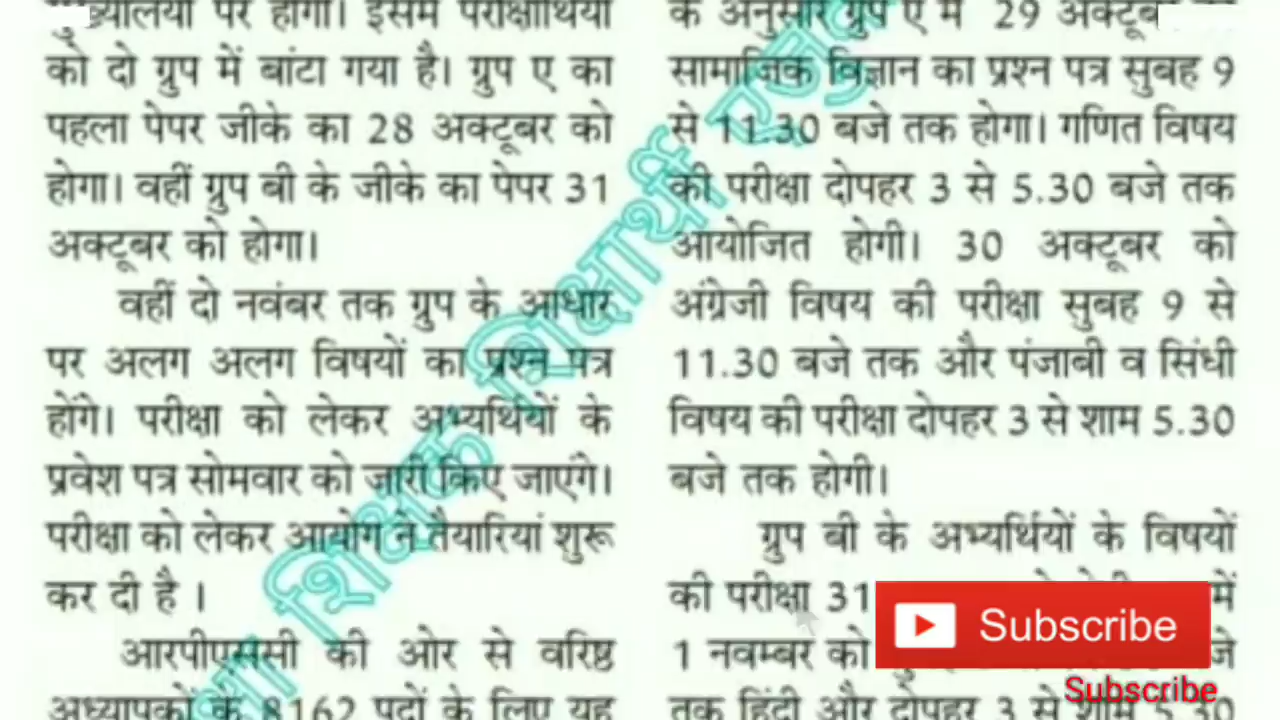 पर होगा। इसमें परीक्षार्थियों
को दो ग्रुप में बांटा गया है। ग्रुप ए का
पहला पेपर जीके का 28 अक्टूबर को
होगा। वहीं ग्रुप बी के जीके का पेपर 31
अक्टूबर को होगा।
वहीं दो नवंबर तक ग्रुप के आधार
पर अलग अलग विषयों का प्रश्न पत्र
होंगे। परीक्षा को लेकर अभ्यथियों के
प्रवेश पत्र सोमवार को जारी किए जाएंगे।
परीक्षा को लेकर आयोग ने तैयारियां शुरू
कर दी है ।
आरपीएससी की ओर से वरिष्ठ
अध्यापकों के 8162 पदों के लिए यह
के अनुसार ग्रुप ए में 29
सामाजिक विज्ञान का प्रश्न पत्र सुबह 9
से 11.30 बजे तक होगा। गणित विषय
की परीक्षा दोपहर 3 से 5.30 बजे तक
आयोजित होगी। 30 अक्टूबर को
अंग्रेजी विषय की परीक्षा सुबह 9 से
11.30 बजे तक और पंजाबी व सिंधी
विषय की परीक्षा दोपहर 3 से शाम 5.30
बजे तक होगी।
ग्रुप बी के अभ्यर्थियों के विषयों
की परीक्षा 31 में
1 नवम्बर को
तक हिंदी और दोपहर 3 से शाम 5.30
शिक्षक शिक्षार्थी
Subscribe
Subscribe